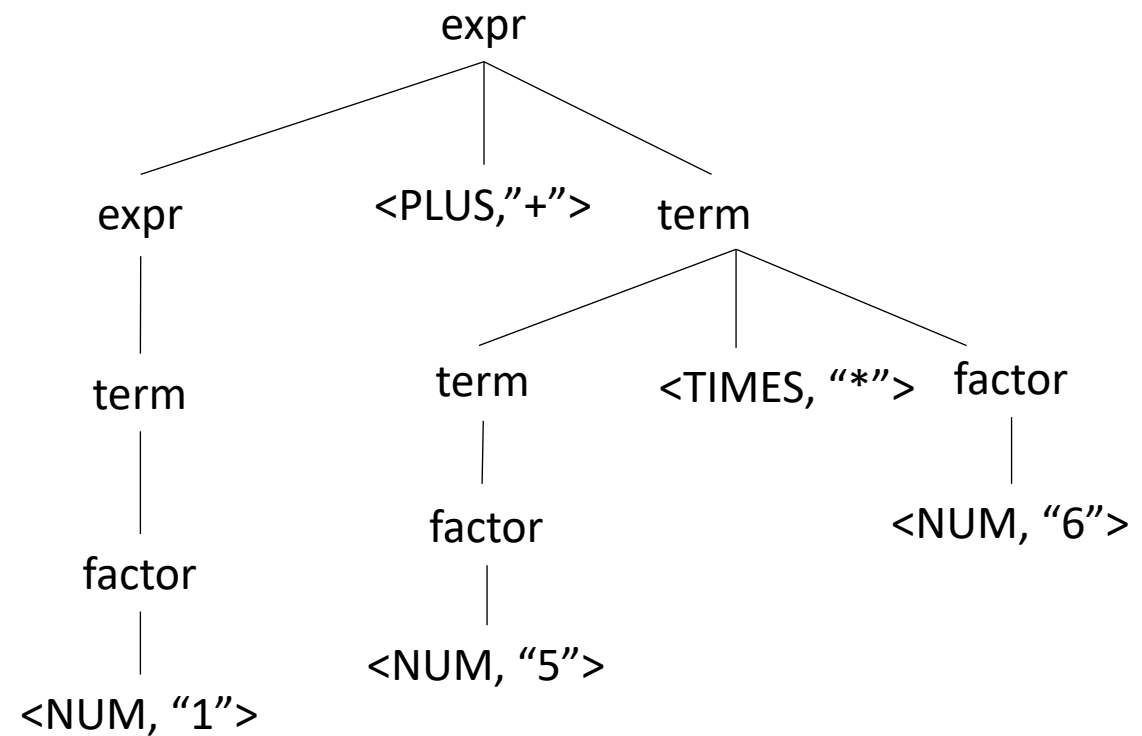 expr
expr <PLUS,”+”> term
term term <TIMES, “*”> factor
factor factor <NUM, “6”>
<NUM, “1”> <NUM, “5”>